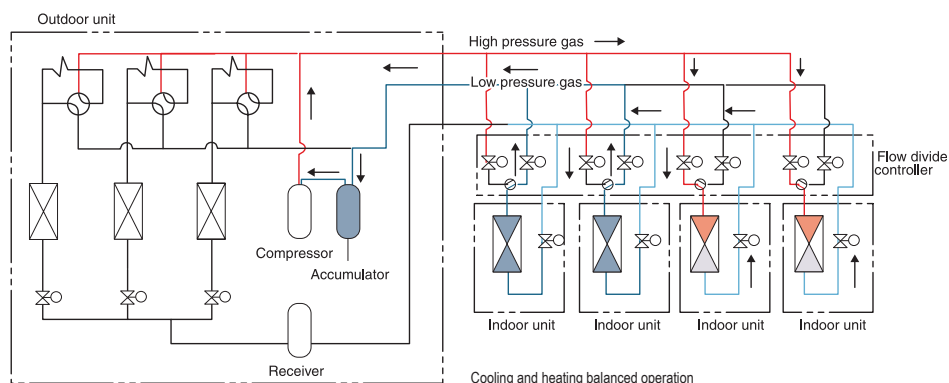 Outdoor unit
High pressure gas
Low pressure gas
Flow divide
controller
Compressor
Accumulator
Receiver
Indoor unit
Indoor unit
Indoor unit
Indoor unit
Cooling and heating balanced operation